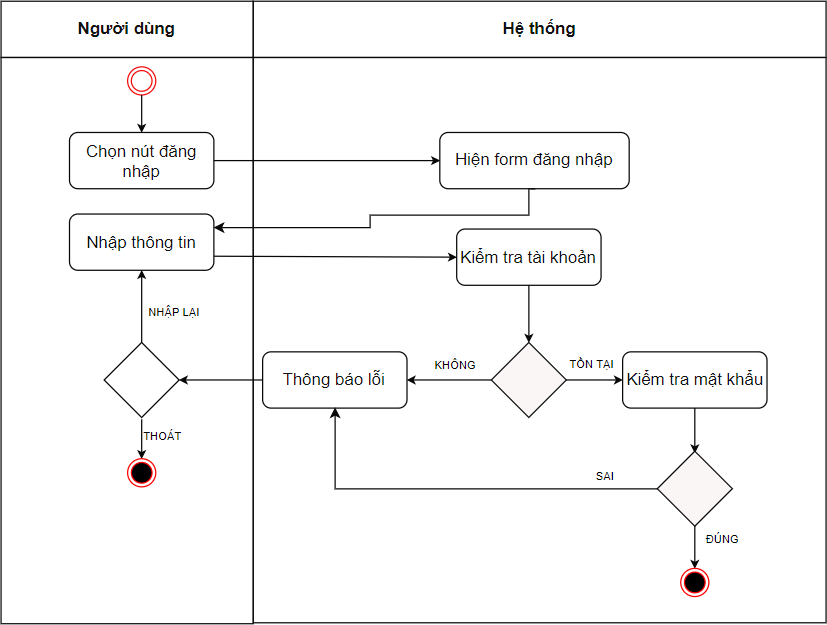 Người dùng
Hệ thống
Chọn nút đăng
nhập
Hiện form đăng nhập
Nhập thông tin
Kiểm tra tài khoản
NHẬP LẠI
KHÔNG
TỒN TẠI
Thông báo lỗi
Kiểm tra mật khẩu
THOÁT
SAI
ĐÚNG